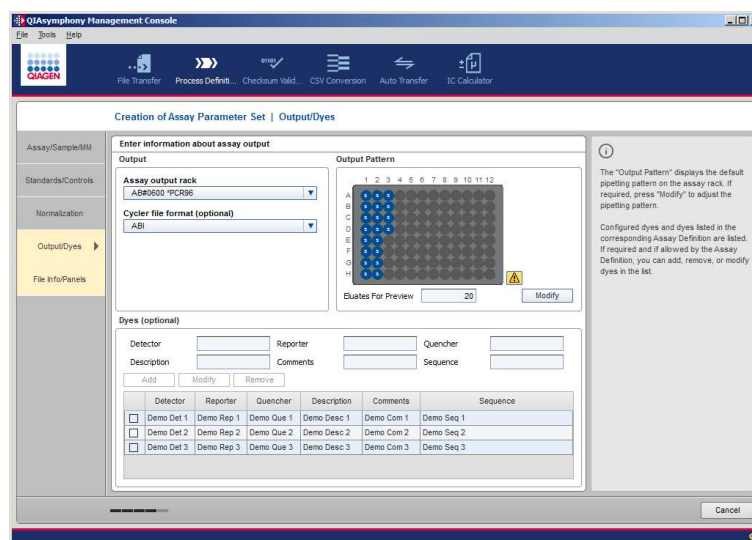 QIAsymphony Management Console
File Tools Help
QIAGEN
File Transfer Process Definiti... Checksum Valid... CSV Conversion Auto Transfer IC Calculator
Creation of Assay Parameter Set | Output/Dyes
Assay/Sample/MM
Standards/Controls
Normalization
Output/Dyes
File Info/Panels
Enter information about assay output
Output
Assay output rack
AB#0600 *PCR96
Cycler file format (optional)
ABI
Output Pattern
1 2 3 4 5 6 7 8 9 10 11 12
A S S S
B S S S
C S S S
D S S S
E S S
F S S
G S S
H S S
Eluates For Preview 20 Modify
Dyes (optional)
Detector Reporter Quencher
Description Comments Sequence
Add Modify Remove
Detector Reporter Quencher Description Comments Sequence
Demo Det 1 Demo Rep 1 Demo Que 1 Demo Desc 1 Demo Com 1 Demo Seq 1
Demo Det 2 Demo Rep 2 Demo Que 2 Demo Desc 2 Demo Com 2 Demo Seq 2
Demo Det 3 Demo Rep 3 Demo Que 3 Demo Desc 3 Demo Com 3 Demo Seq 3
The "Output Pattern" displays the default
pipetting pattern on the assay rack. If
required, press "Modify" to adjust the
pipetting pattern.
Configured dyes and dyes listed in the
corresponding Assay Definition are listed.
If required and if allowed by the Assay
Definition, you can add, remove, or modify
dyes in the list.
Cancel